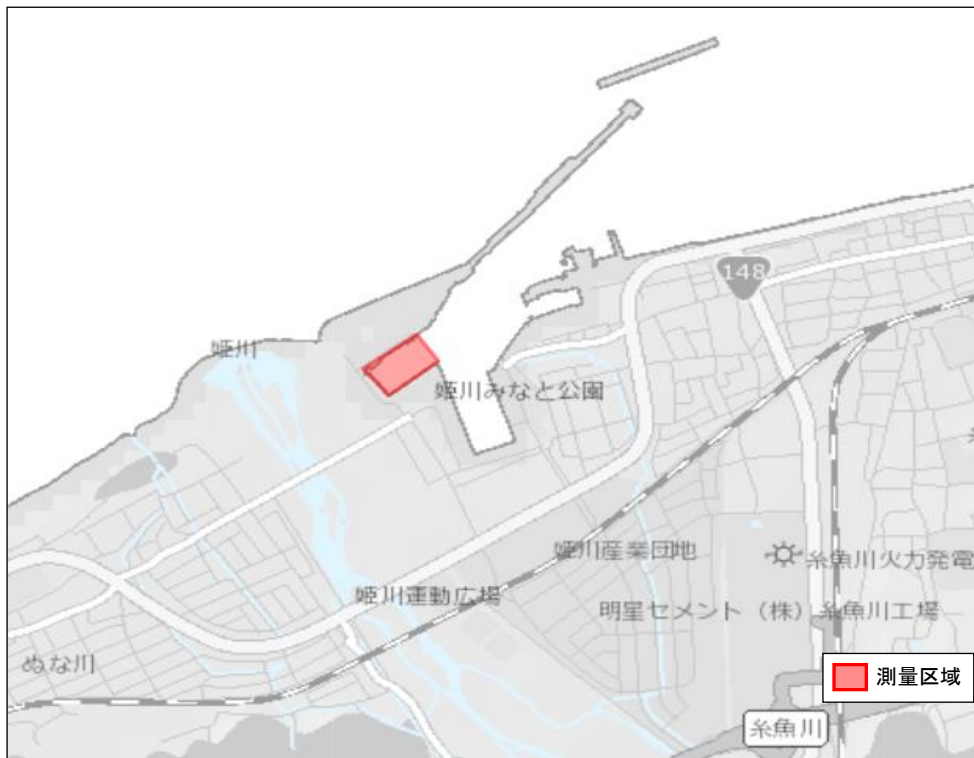 148
姫川
姫川みなと公園
姫川産業団地
糸魚川火力発電
姫川運動広場
明星セメント（株）糸魚川工場
ぬな川
測量区域
糸魚川